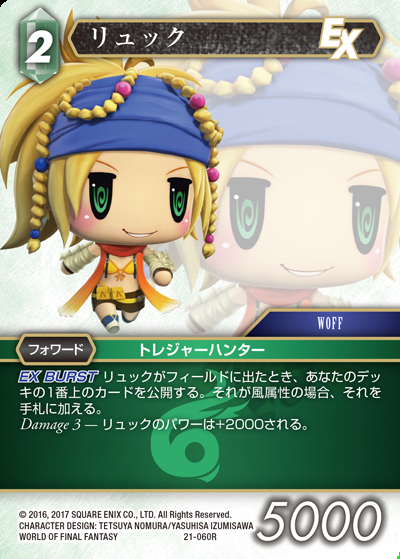 2
リュック
EX
WOFF
フォワード
トレジャーハンター
EX BURST リュックがフィールドに出たとき、あなたのデッ
キの1番上のカードを公開する。それが風属性の場合、それを
手札に加える。
Damage 3 — リュックのパワーは+2000される。
© 2016, 2017 SQUARE ENIX CO., LTD. All Rights Reserved.
CHARACTER DESIGN: TETSUYA NOMURA/YASUHISA IZUMISAWA
WORLD OF FINAL FANTASY
21-060R
5000